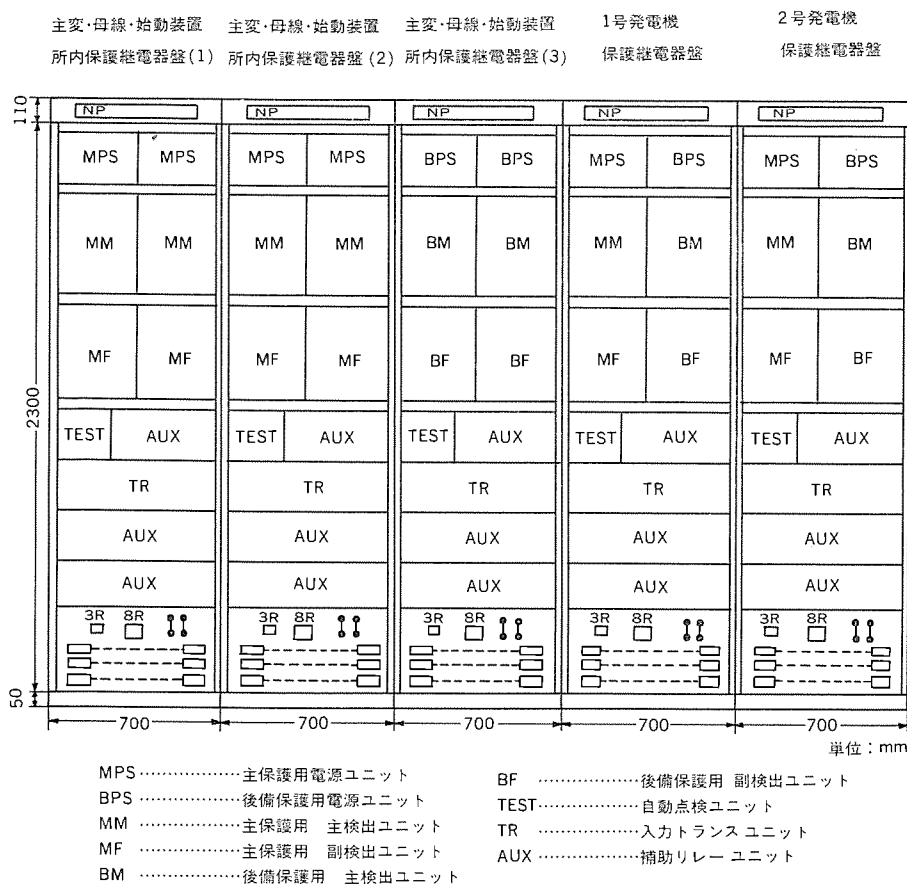 主変・母線・始動装置
所内保護継電器盤(1)
主変・母線・始動装置
所内保護継電器盤(2)
主変・母線・始動装置
所内保護継電器盤(3)
1号発電機
保護継電器盤
2号発電機
保護継電器盤
110
NP NP NP NP NP
MPS MPS MPS MPS BPS BPS MPS BPS MPS BPS
MM MM MM MM BM BM MM BM MM BM
MF MF MF MF BF BF MF BF MF BF
2300
TEST AUX TEST AUX TEST AUX TEST AUX TEST AUX
TR TR TR TR TR
AUX AUX AUX AUX AUX
AUX AUX AUX AUX AUX
3R 8R 3R 8R 3R 8R 3R 8R 3R 8R
50
700 700 700 700 700
単位：mm
MPS ……………主保護用電源ユニット
BPS ……………後備保護用電源ユニット
MM ……………主保護用 主検出ユニット
MF ……………主保護用 副検出ユニット
BM ……………後備保護用 主検出ユニット
BF ……………後備保護用 副検出ユニット
TEST……………自動点検ユニット
TR ……………入力トランス ユニット
AUX ……………補助リレー ユニット